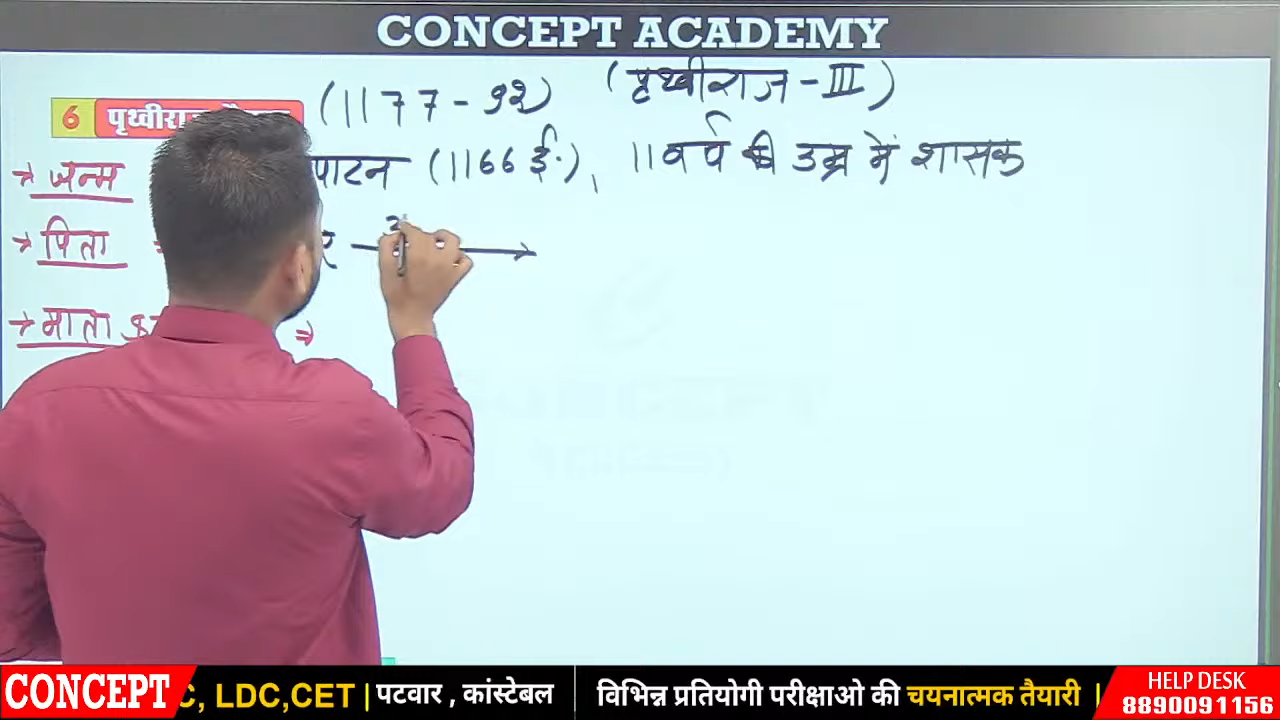 CONCEPT ACADEMY
6 (1177-92) (पृथ्वीराज-III)
→ जन्म पाटन (1166 ई.), 11 वर्ष की उम्र में शासक
→ पिता →
→ माता ⇒
CONCEPT C, LDC,CET | पटवार , कांस्टेबल विभिन्न प्रतियोगी परीक्षाओ की चयनात्मक तैयारी | HELP DESK
8890091156